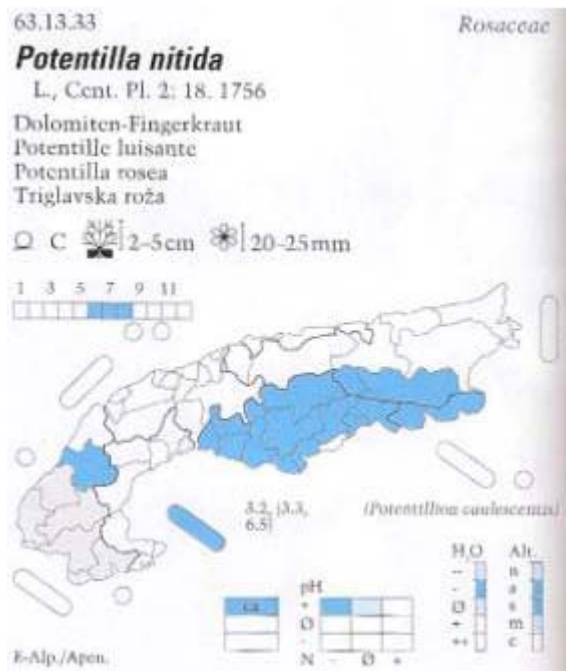 63.13.33 Rosaceae
Potentilla nitida
L., Cent. Pl. 2: 18. 1756
Dolomiten-Fingerkraut
Potentille luisante
Potentilla rosea
Triglavska roža
C 2–5cm 20–25mm
1 3 5 7 9 11
3.2, [3.3,
6.5]
(Potentillion caulescentis)
H₂O Alt.
-- n
- a
Ø s
+ m
++ c
ca
pH
+
Ø
-
N - Ø +
E-Alp./Apen.